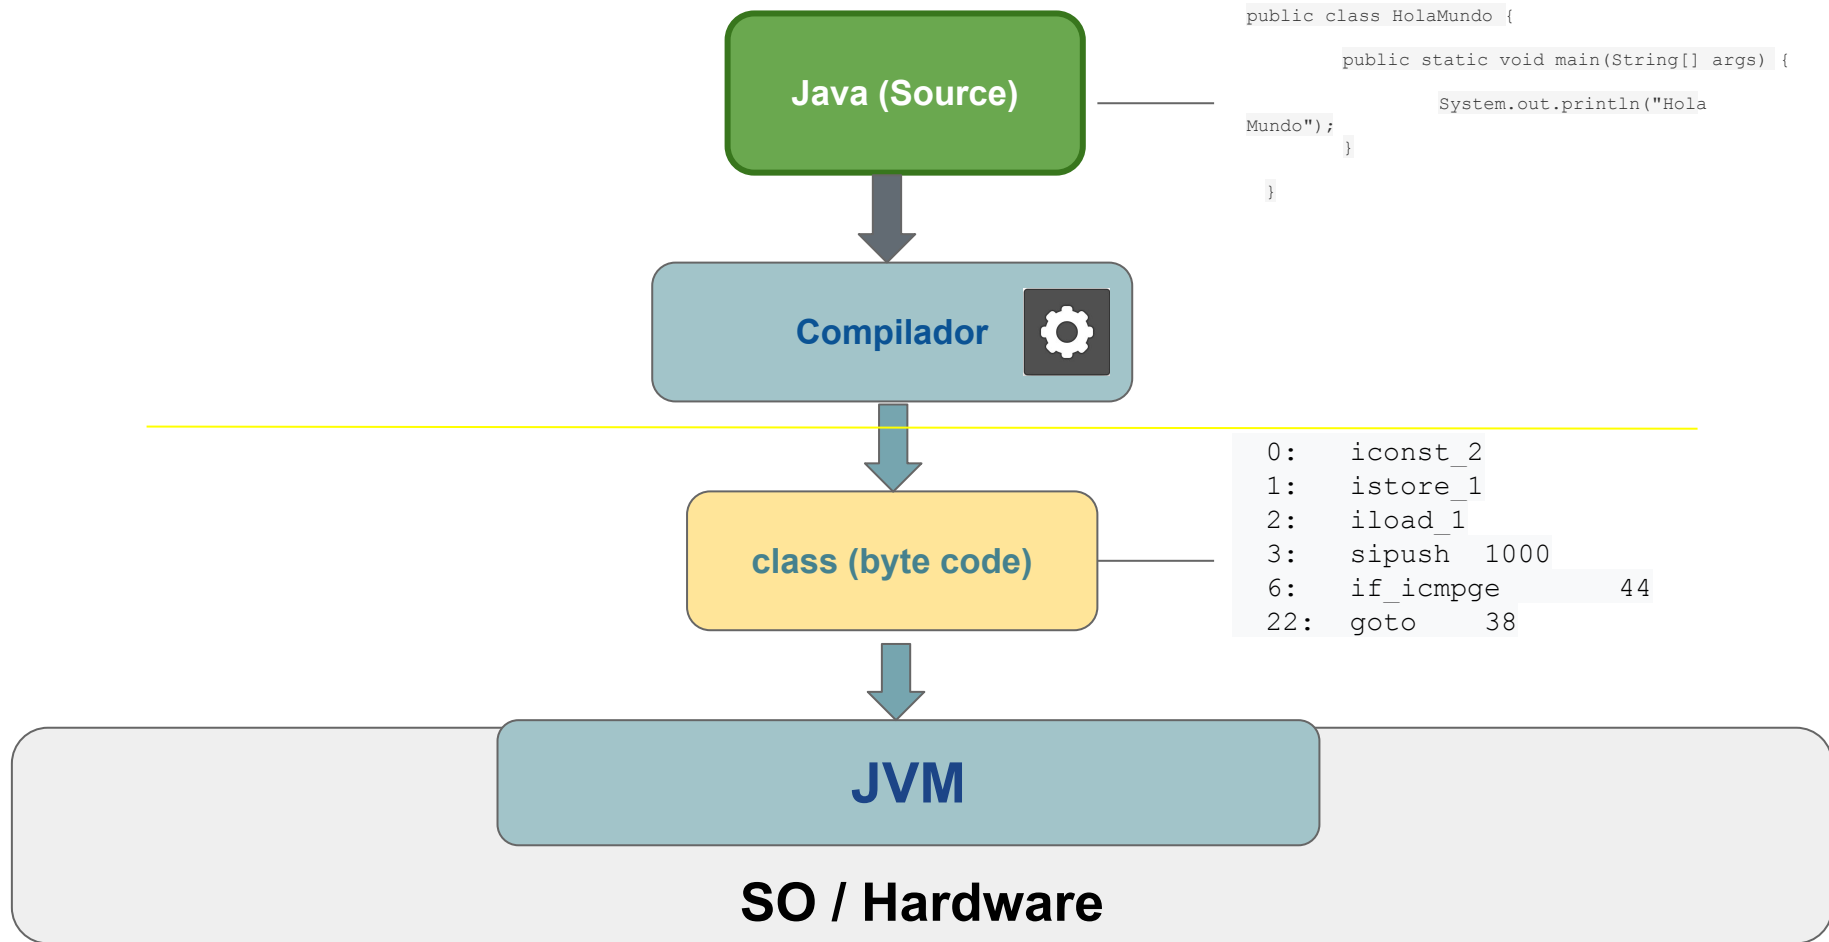 public class HolaMundo {
public static void main(String[] args) {
System.out.println("Hola
Mundo");
}
}
Java (Source)
Compilador
0: iconst_2
1: istore_1
2: iload_1
3: sipush 1000
6: if_icmpge 44
22: goto 38
class (byte code)
JVM
SO / Hardware